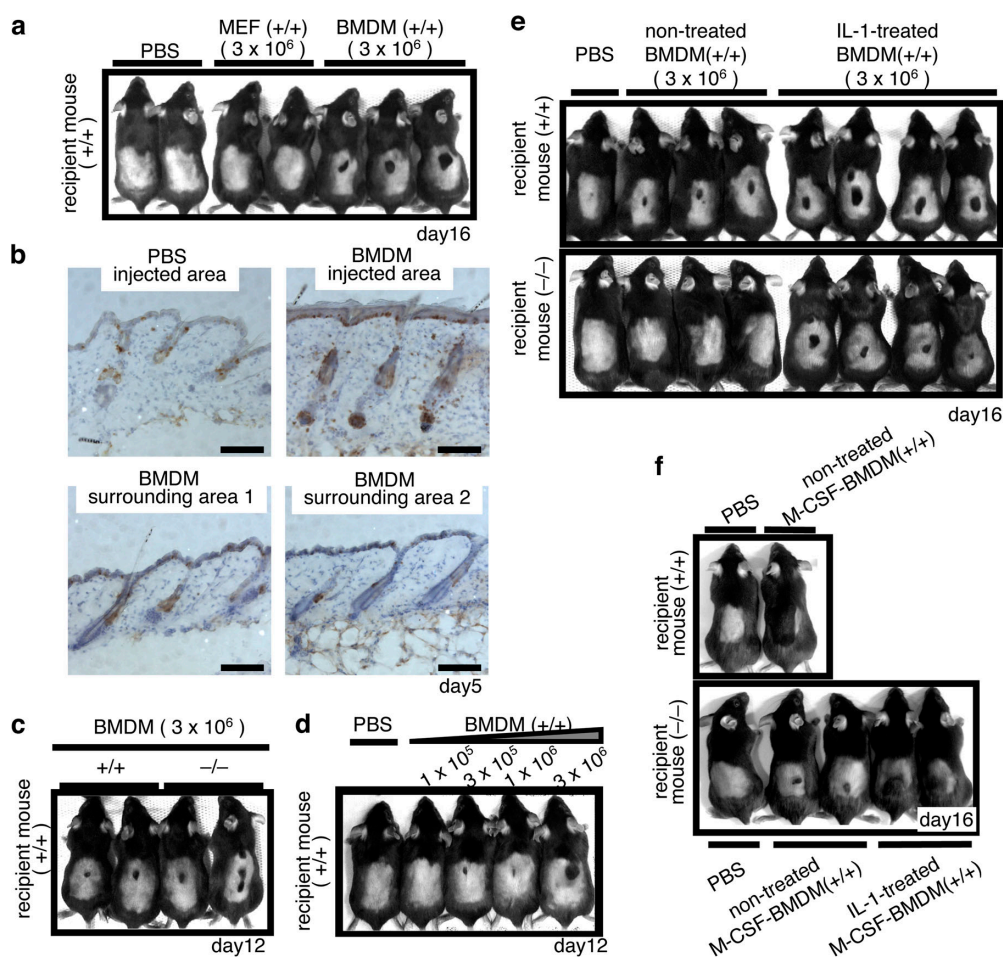 a
PBS
MEF (+/+)
( 3 x 10⁶ )
BMDM (+/+)
( 3 x 10⁶ )
recipient mouse
(+/+)
day16
b
PBS
injected area
BMDM
injected area
BMDM
surrounding area 1
BMDM
surrounding area 2
day5
c
BMDM ( 3 x 10⁶ )
+/+
−/−
recipient mouse
(+/+)
day12
d
PBS
BMDM (+/+)
1 x 10⁵
3 x 10⁵
1 x 10⁶
3 x 10⁶
recipient mouse
(+/+)
day12
e
PBS
non-treated
BMDM(+/+)
( 3 x 10⁶ )
IL-1-treated
BMDM(+/+)
( 3 x 10⁶ )
recipient
mouse (+/+)
recipient
mouse (−/−)
day16
f
PBS
non-treated
M-CSF-BMDM(+/+)
recipient
mouse (+/+)
recipient
mouse (−/−)
day16
PBS
non-treated
M-CSF-BMDM(+/+)
IL-1-treated
M-CSF-BMDM(+/+)